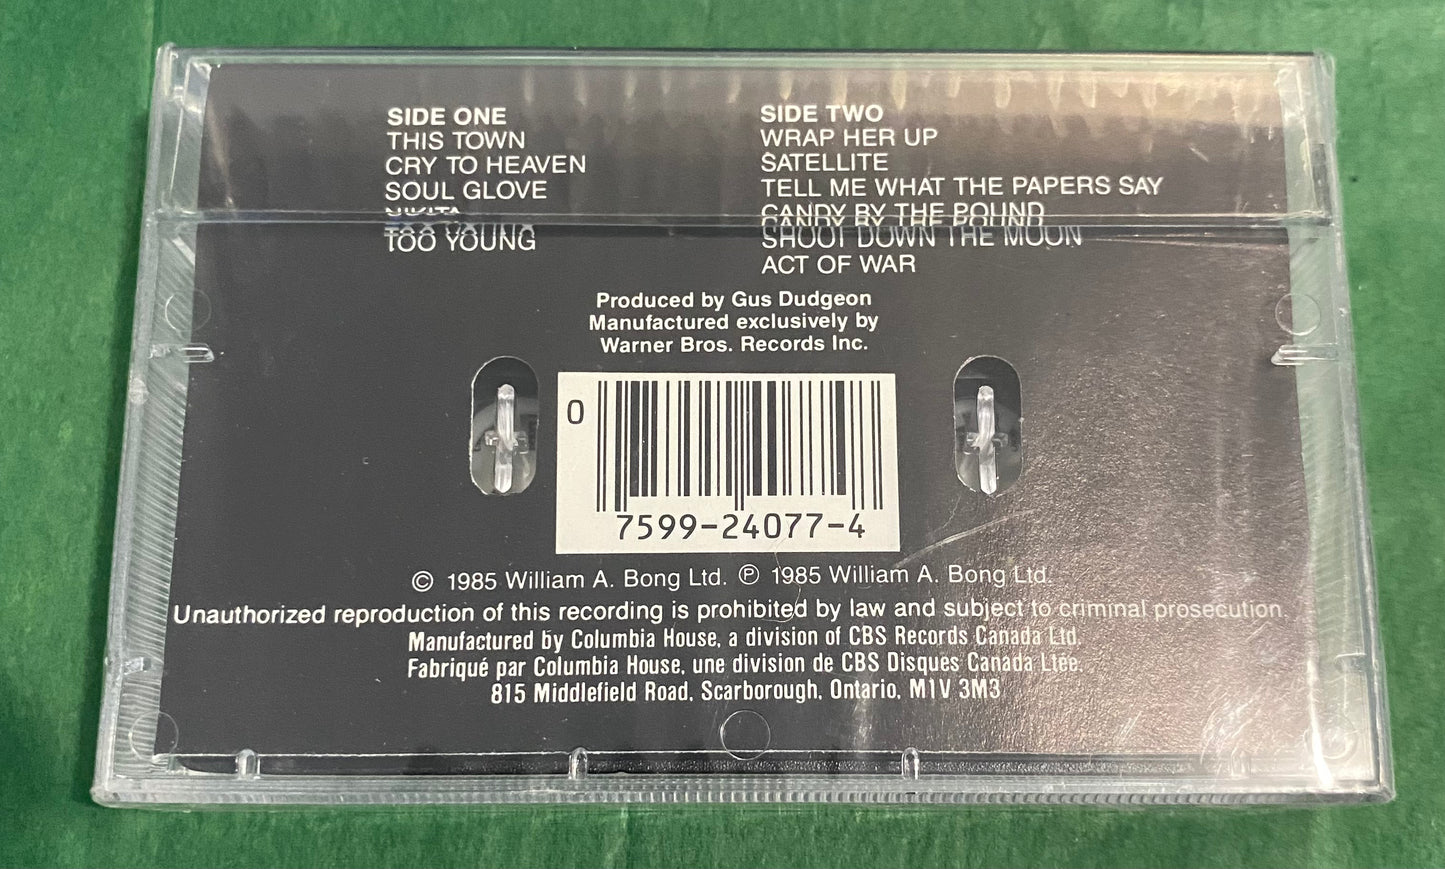 SIDE ONE
THIS TOWN
CRY TO HEAVEN
SOUL GLOVE
NIKITA
TOO YOUNG
SIDE TWO
WRAP HER UP
SATELLITE
TELL ME WHAT THE PAPERS SAY
CANDY BY THE POUND
SHOOT DOWN THE MOON
ACT OF WAR
Produced by Gus Dudgeon
Manufactured exclusively by
Warner Bros. Records Inc.
0
7599-24077-4
© 1985 William A. Bong Ltd. ℗ 1985 William A. Bong Ltd.
Unauthorized reproduction of this recording is prohibited by law and subject to criminal prosecution.
Manufactured by Columbia House, a division of CBS Records Canada Ltd.
Fabriqué par Columbia House, une division de CBS Disques Canada Ltée.
815 Middlefield Road, Scarborough, Ontario, M1V 3M3